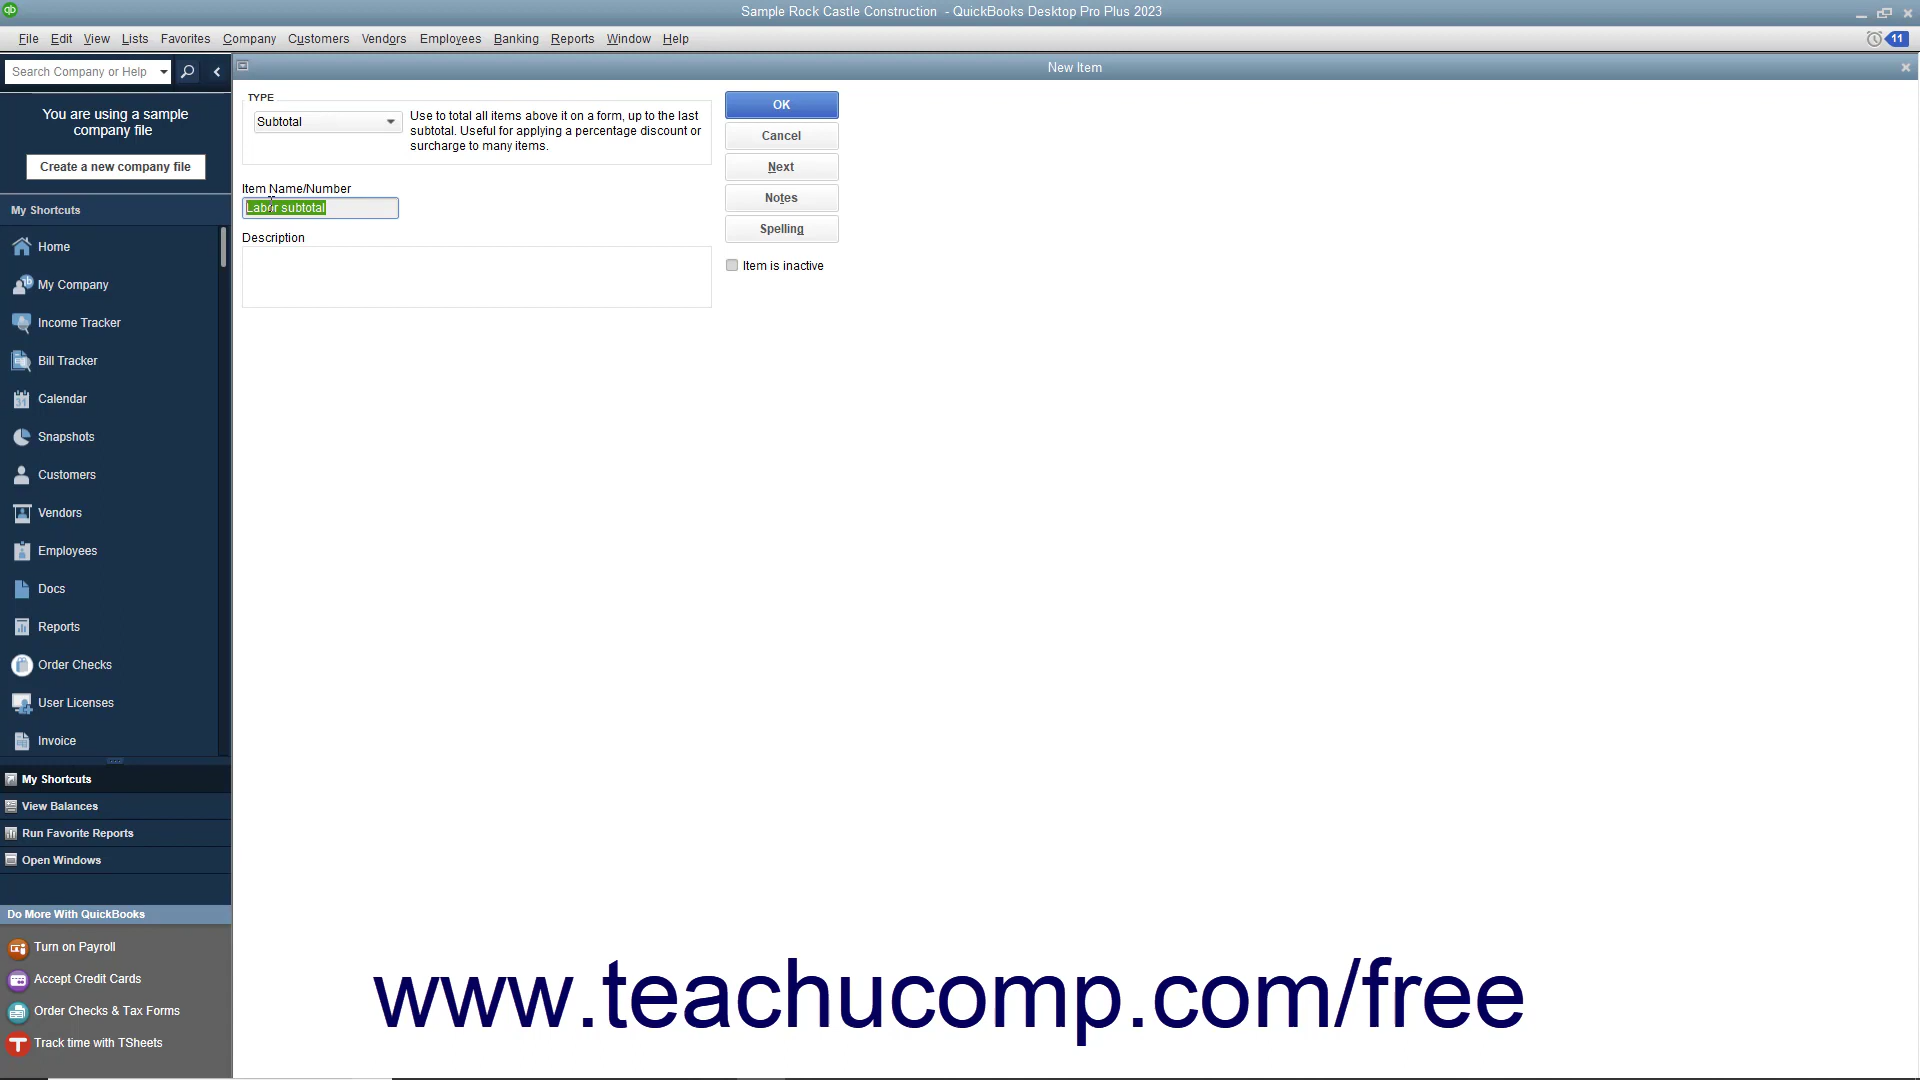 Sample Rock Castle Construction - QuickBooks Desktop Pro Plus 2023
File Edit View Lists Favorites Company Customers Vendors Employees Banking Reports Window Help
11
Search Company or Help
New Item
You are using a sample
company file
Create a new company file
My Shortcuts
Home
My Company
Income Tracker
Bill Tracker
31
Calendar
Snapshots
Customers
Vendors
Employees
Docs
Reports
Order Checks
User Licenses
Invoice
My Shortcuts
View Balances
Run Favorite Reports
Open Windows
Do More With QuickBooks
Turn on Payroll
Accept Credit Cards
Order Checks & Tax Forms
Track time with TSheets
TYPE
Subtotal
Use to total all items above it on a form, up to the last
subtotal. Useful for applying a percentage discount or
surcharge to many items.
Item Name/Number
Labor subtotal
Description
OK
Cancel
Next
Notes
Spelling
Item is inactive
www.teachucomp.com/free